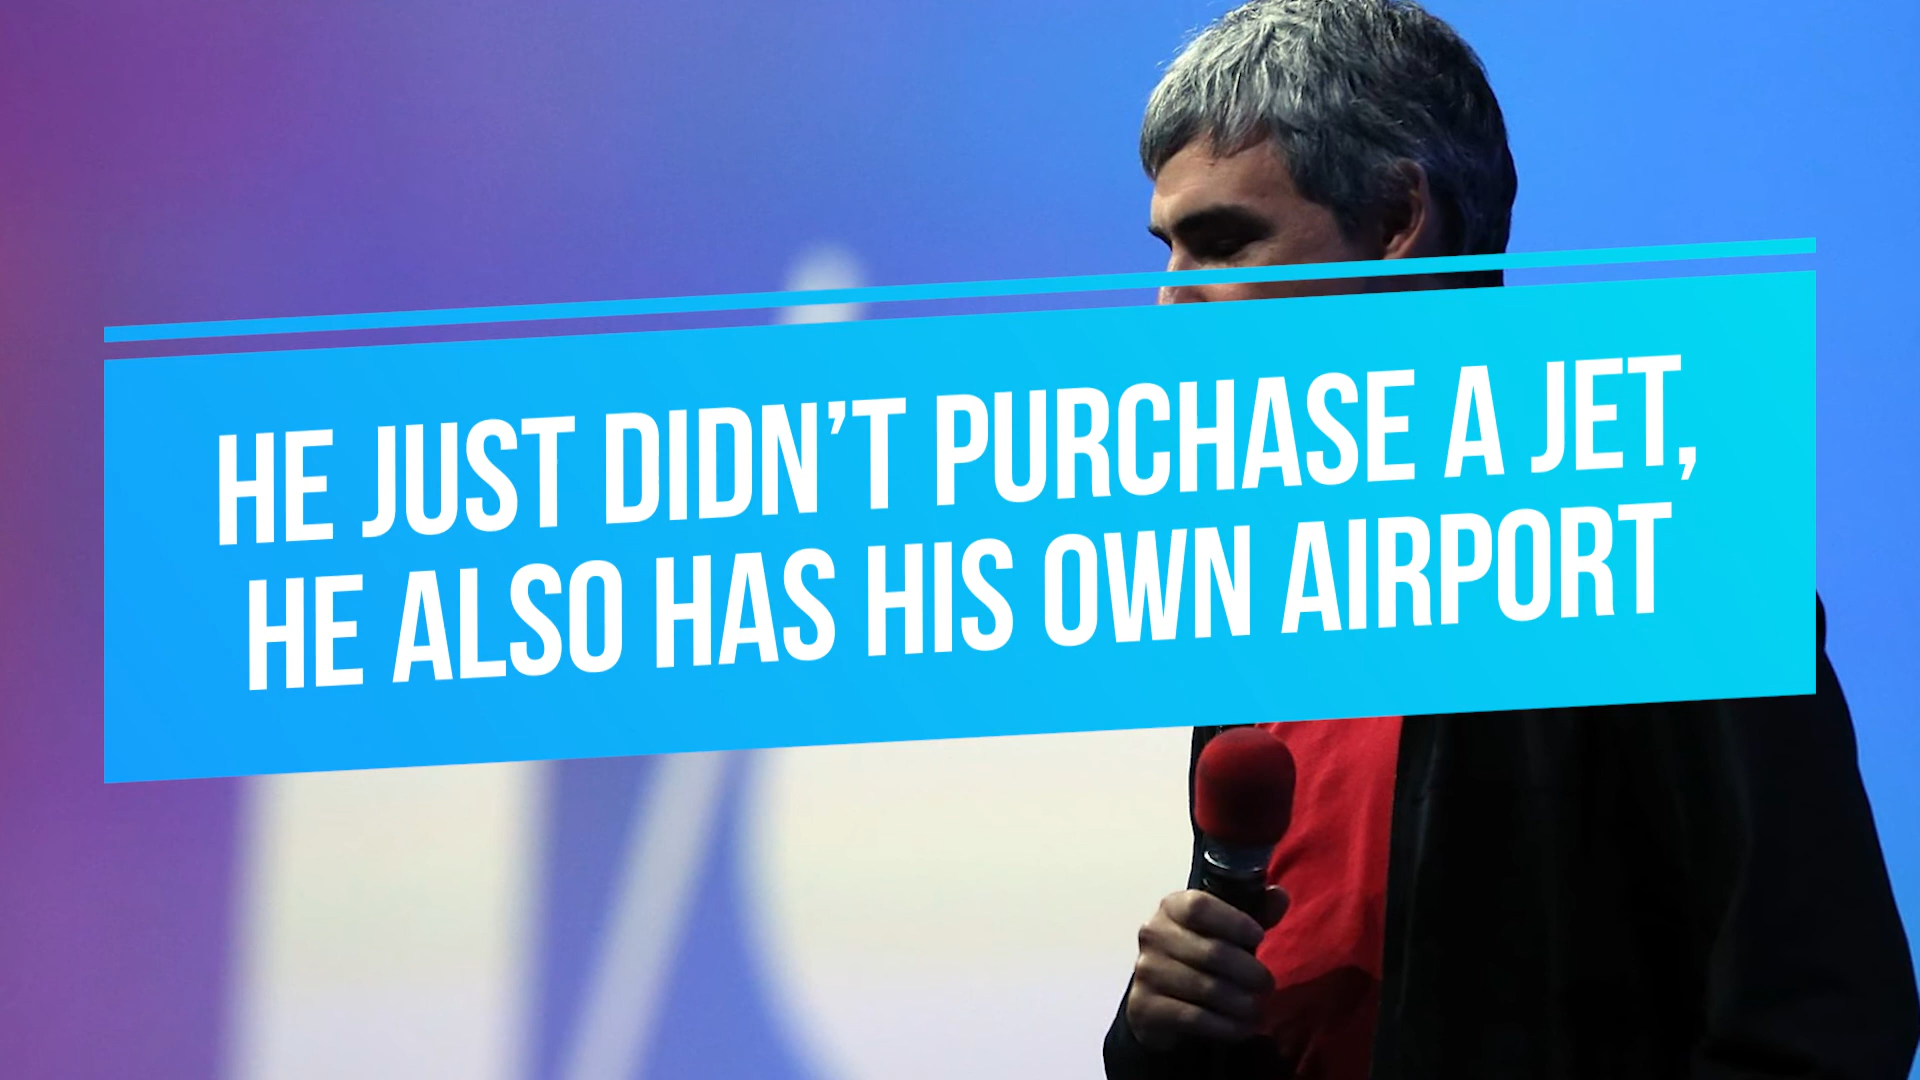 HE JUST DIDN’T PURCHASE A JET,
HE ALSO HAS HIS OWN AIRPORT